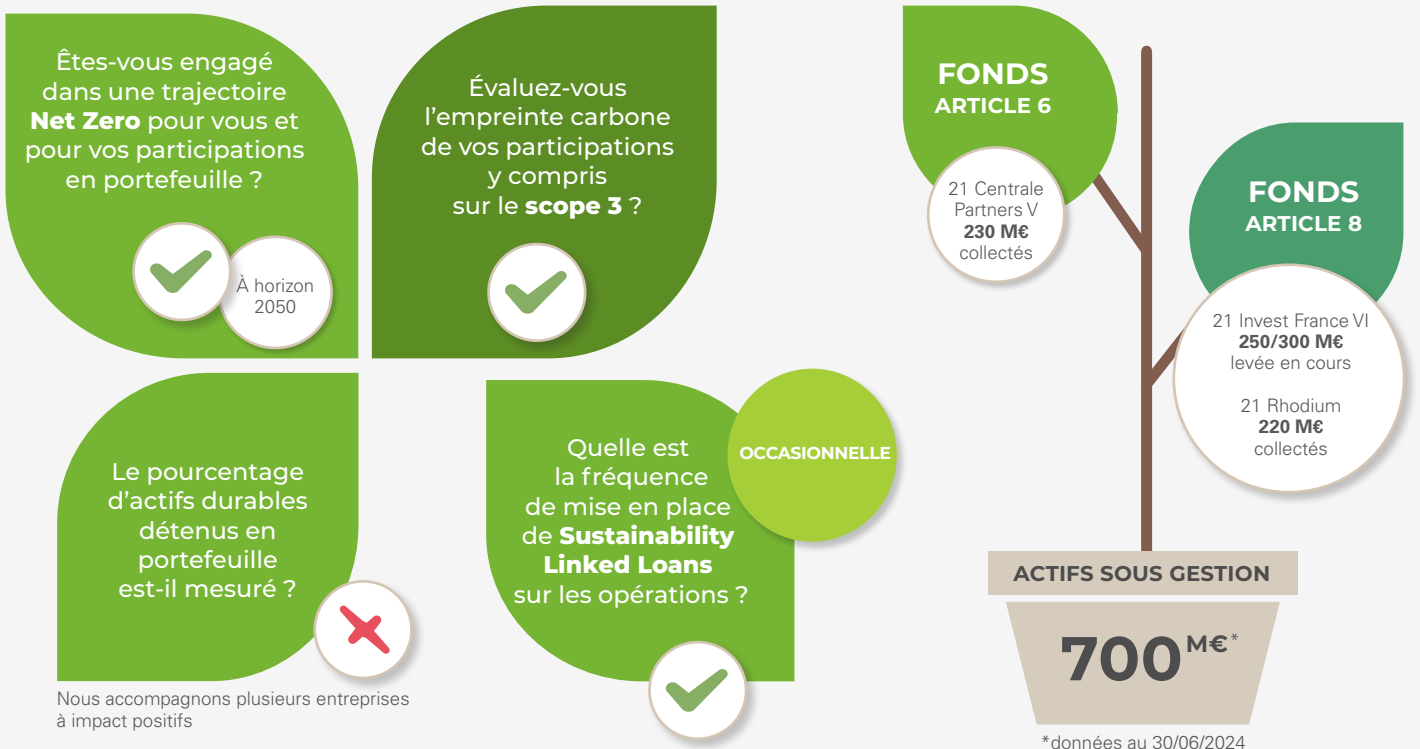 Êtes-vous engagé
dans une trajectoire
Net Zero pour vous et
pour vos participations
en portefeuille ?
À horizon
2050
Évaluez-vous
l'empreinte carbone
de vos participations
y compris
sur le scope 3 ?
Le pourcentage
d'actifs durables
détenus en
portefeuille
est-il mesuré ?
Nous accompagnons plusieurs entreprises
à impact positifs
Quelle est
la fréquence
de mise en place
de Sustainability
Linked Loans
sur les opérations ?
OCCASIONNELLE
FONDS
ARTICLE 6
21 Centrale
Partners V
230 M€
collectés
FONDS
ARTICLE 8
21 Invest France VI
250/300 M€
levée en cours
21 Rhodium
220 M€
collectés
ACTIFS SOUS GESTION
700 M€*
*données au 30/06/2024